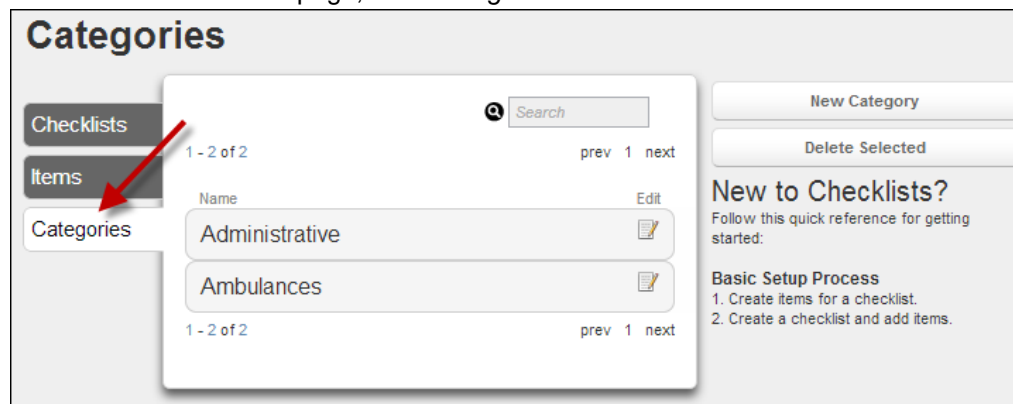 Categories
Checklists
Items
Categories
Search
1 - 2 of 2 prev 1 next
Name Edit
Administrative
Ambulances
1 - 2 of 2 prev 1 next
New Category
Delete Selected
New to Checklists?
Follow this quick reference for getting
started:
Basic Setup Process
1. Create items for a checklist.
2. Create a checklist and add items.